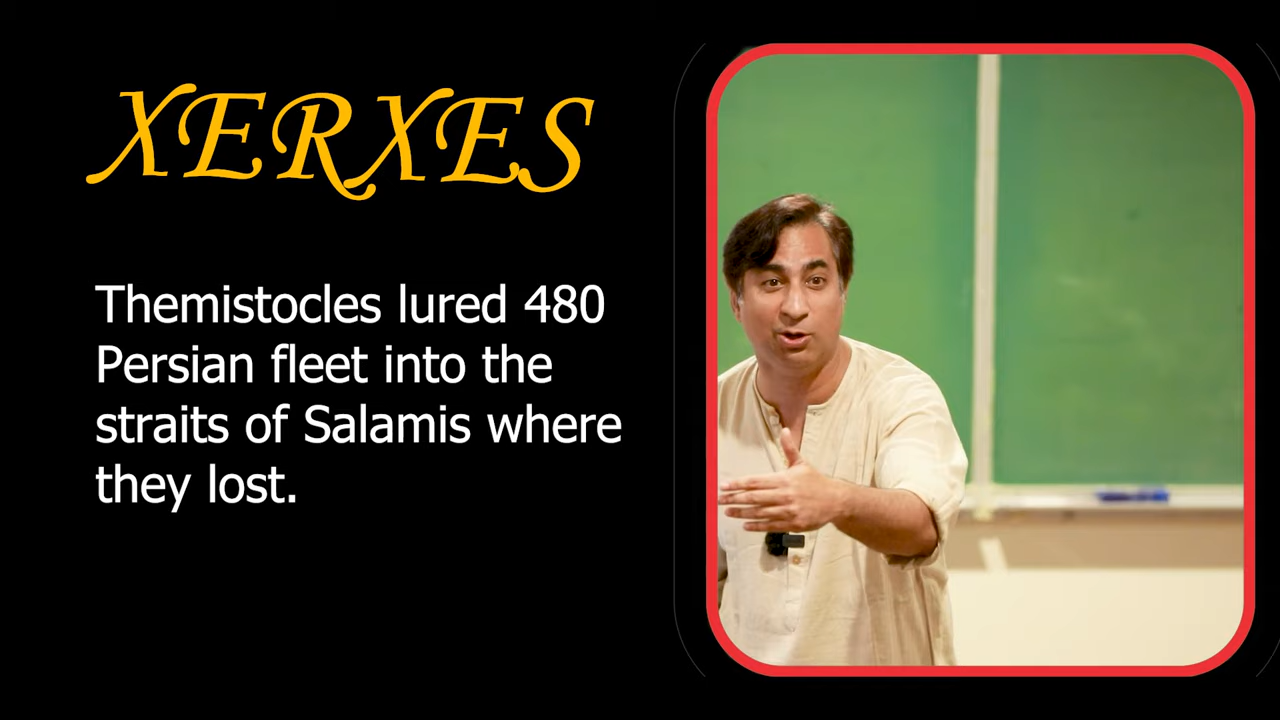 XERXES
Themistocles lured 480
Persian fleet into the
straits of Salamis where
they lost.